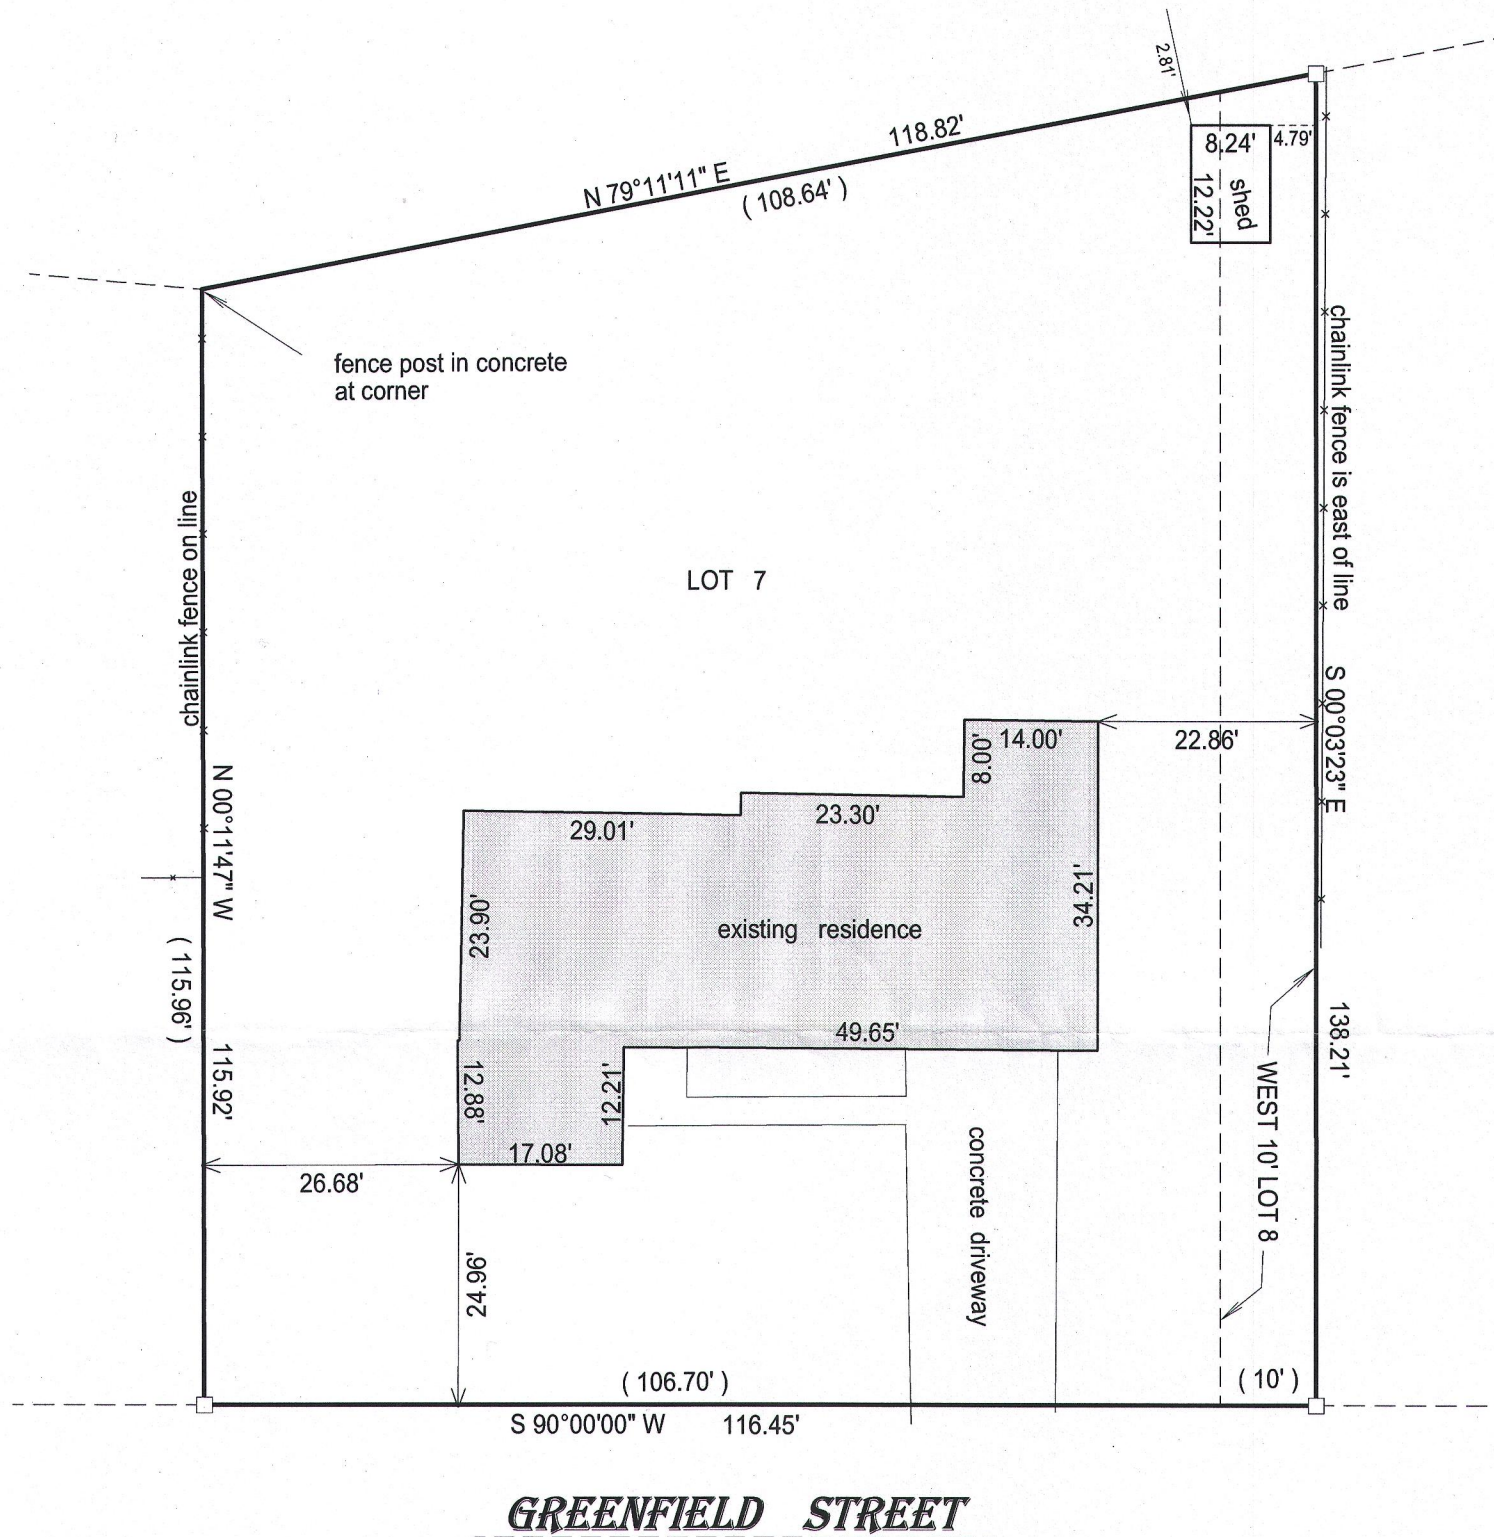 2.81'
118.82'
N 79°11'11" E
( 108.64' )
8.24'
4.79'
12.22'
shed
fence post in concrete
at corner
chainlink fence on line
chainlink fence is east of line
LOT 7
S 00°03'23" E
N 00°11'47" W
( 115.96' )
115.92'
14.00'
8.00'
22.86'
29.01'
23.30'
23.90'
34.21'
existing residence
49.65'
12.88'
12.21'
17.08'
26.68'
24.96'
concrete driveway
138.21'
WEST 10' LOT 8
( 106.70' )
( 10' )
S 90°00'00" W
116.45'
GREENFIELD STREET